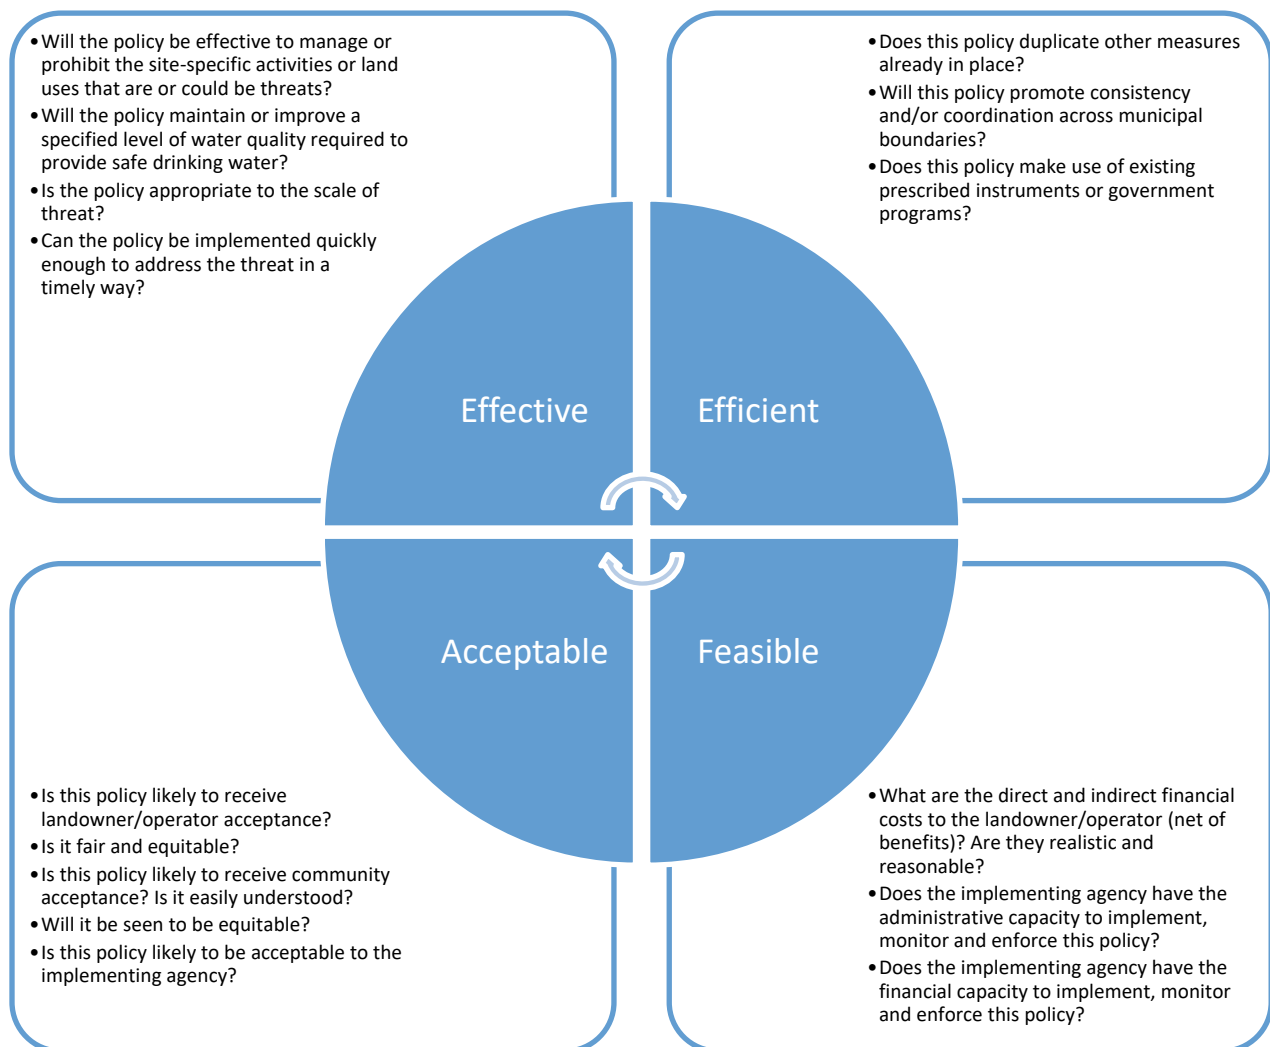 •Will the policy be effective to manage or
prohibit the site-specific activities or land
uses that are or could be threats?
•Will the policy maintain or improve a
specified level of water quality required to
provide safe drinking water?
•Is the policy appropriate to the scale of
threat?
•Can the policy be implemented quickly
enough to address the threat in a
timely way?
•Does this policy duplicate other measures
already in place?
•Will this policy promote consistency
and/or coordination across municipal
boundaries?
•Does this policy make use of existing
prescribed instruments or government
programs?
Effective
Efficient
Acceptable
Feasible
•Is this policy likely to receive
landowner/operator acceptance?
•Is it fair and equitable?
•Is this policy likely to receive community
acceptance? Is it easily understood?
•Will it be seen to be equitable?
•Is this policy likely to be acceptable to the
implementing agency?
•What are the direct and indirect financial
costs to the landowner/operator (net of
benefits)? Are they realistic and
reasonable?
•Does the implementing agency have the
administrative capacity to implement,
monitor and enforce this policy?
•Does the implementing agency have the
financial capacity to implement, monitor
and enforce this policy?